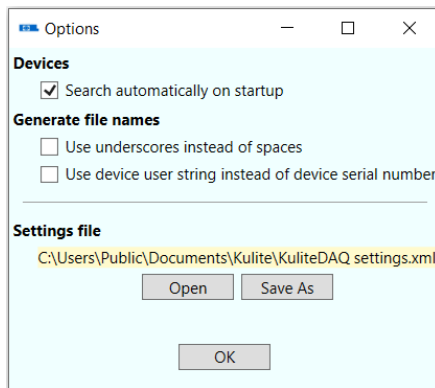 Options
Devices
Search automatically on startup
Generate file names
Use underscores instead of spaces
Use device user string instead of device serial number
Settings file
C:\Users\Public\Documents\Kulite\KuliteDAQ settings.xml
Open Save As
OK